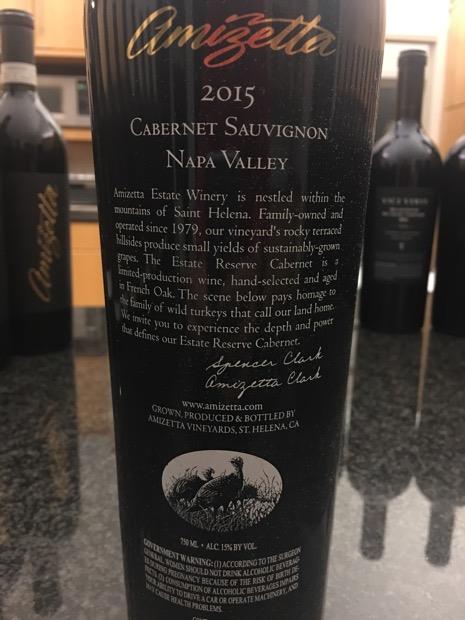 Amizetta
2015
CABERNET SAUVIGNON
NAPA VALLEY
Amizetta Estate Winery is nestled within the
mountains of Saint Helena. Family-owned and
operated since 1979, our vineyard's rocky terraced
hillsides produce small yields of sustainably-grown
grapes. The Estate Reserve Cabernet is a
limited-production wine, hand-selected and aged
in French Oak. The scene below pays homage to
the family of wild turkeys that call our land home.
We invite you to experience the depth and power
that defines our Estate Reserve Cabernet.
Spencer Clark
Amizetta Clark
www.amizetta.com
GROWN, PRODUCED & BOTTLED BY
AMIZETTA VINEYARDS, ST. HELENA, CA
750 ML • ALC. 15% BY VOL.
GOVERNMENT WARNING: (1) ACCORDING TO THE SURGEON
GENERAL, WOMEN SHOULD NOT DRINK ALCOHOLIC BEVERAG-
ES DURING PREGNANCY BECAUSE OF THE RISK OF BIRTH DE-
FECTS (2) CONSUMPTION OF ALCOHOLIC BEVERAGES IMPAIRS
YOUR ABILITY TO DRIVE A CAR OR OPERATE MACHINERY, AND
MAY CAUSE HEALTH PROBLEMS.
Amizetta